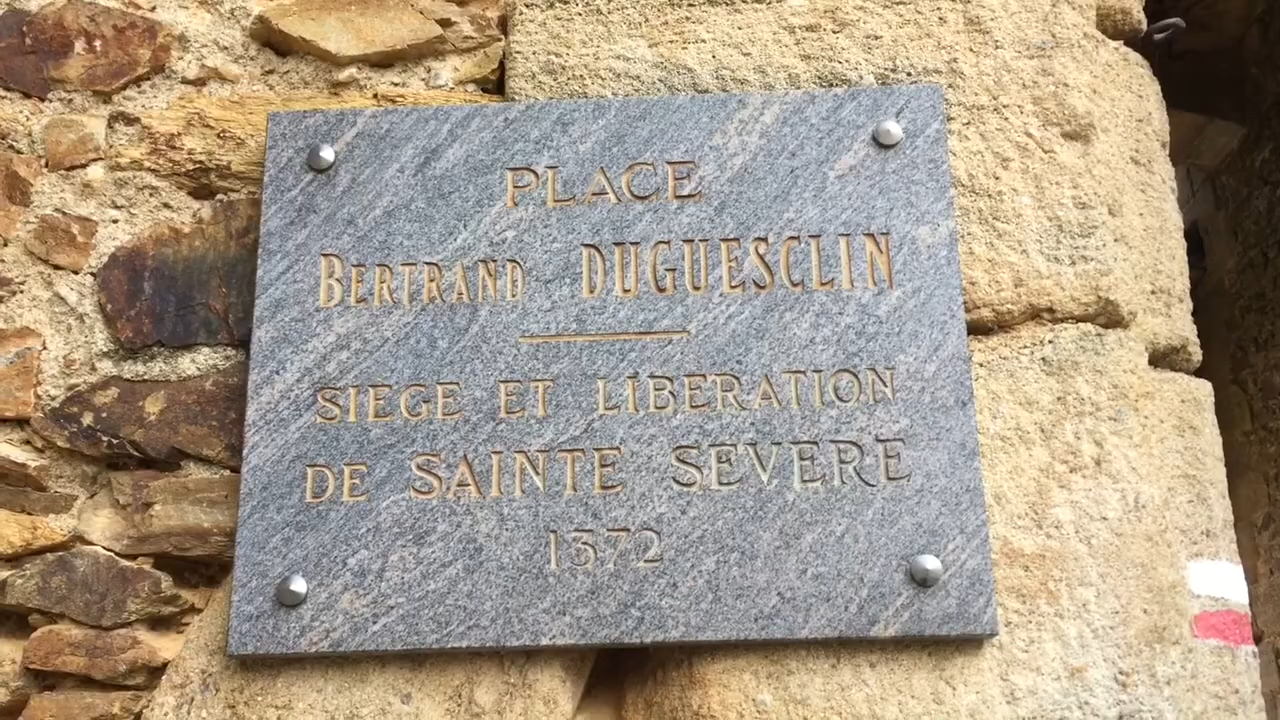 PLACE
BERTRAND DUGUESCLIN
SIEGE ET LIBERATION
DE SAINTE SEVERE
1372